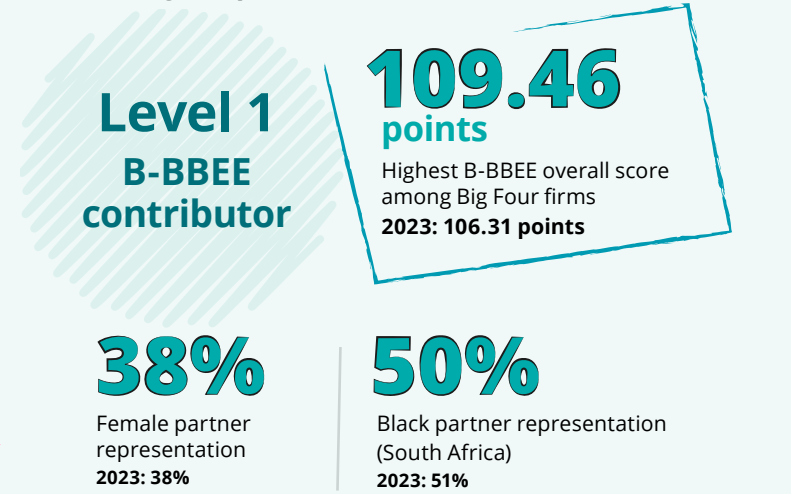 Level 1
B-BBEE
contributor
109.46
points
Highest B-BBEE overall score
among Big Four firms
2023: 106.31 points
38%
Female partner
representation
2023: 38%
50%
Black partner representation
(South Africa)
2023: 51%